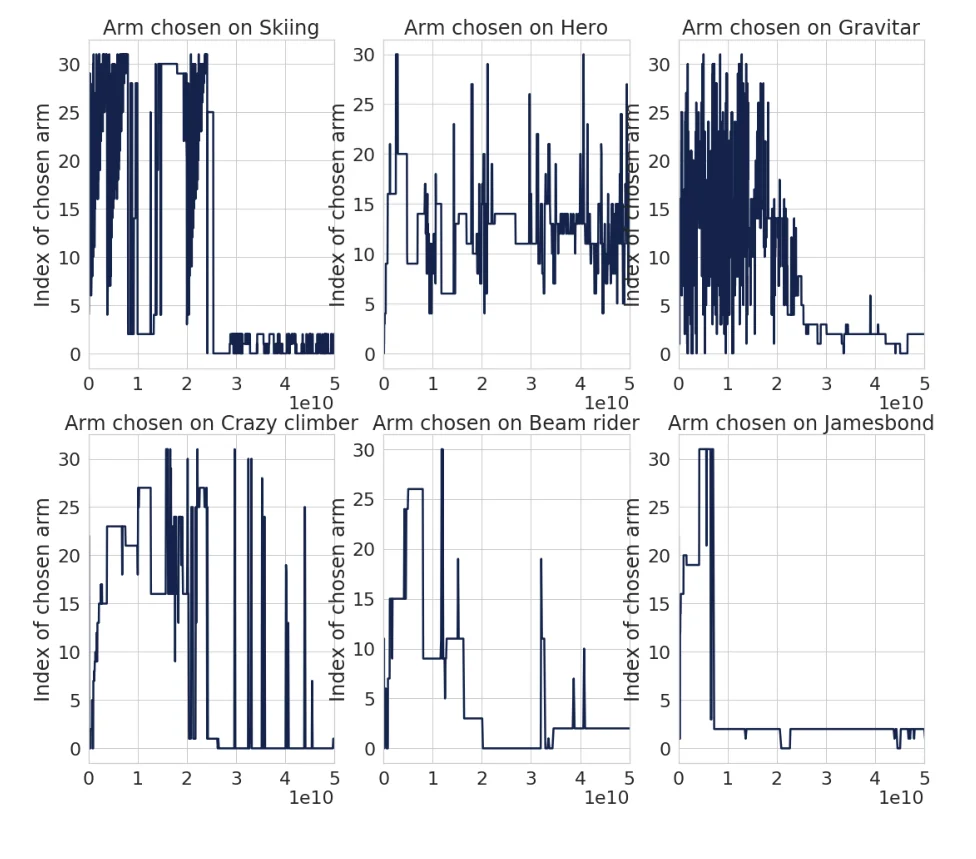 Arm chosen on Skiing
Index of chosen arm
30
25
20
15
10
5
0
0 1 2 3 4 5
1e10
Arm chosen on Hero
Index of chosen arm
30
25
20
15
10
5
0
0 1 2 3 4 5
1e10
Arm chosen on Gravitar
Index of chosen arm
30
25
20
15
10
5
0
0 1 2 3 4 5
1e10
Arm chosen on Crazy climber
Index of chosen arm
30
25
20
15
10
5
0
0 1 2 3 4 5
1e10
Arm chosen on Beam rider
Index of chosen arm
30
25
20
15
10
5
0
0 1 2 3 4 5
1e10
Arm chosen on Jamesbond
Index of chosen arm
30
25
20
15
10
5
0
0 1 2 3 4 5
1e10